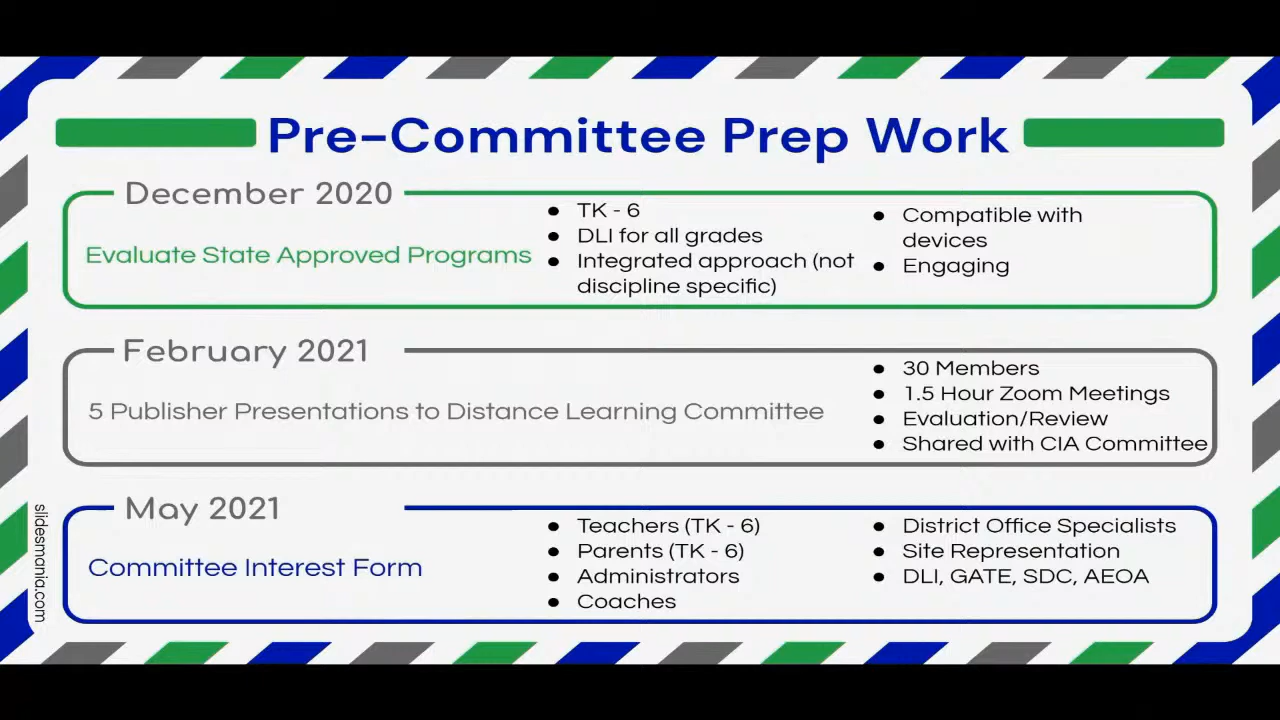 Pre-Committee Prep Work
December 2020
Evaluate State Approved Programs
● TK - 6
● DLI for all grades
● Integrated approach (not
discipline specific)
● Compatible with
devices
● Engaging
February 2021
5 Publisher Presentations to Distance Learning Committee
● 30 Members
● 1.5 Hour Zoom Meetings
● Evaluation/Review
● Shared with CIA Committee
May 2021
Committee Interest Form
● Teachers (TK - 6)
● Parents (TK - 6)
● Administrators
● Coaches
● District Office Specialists
● Site Representation
● DLI, GATE, SDC, AEOA
slidesmania.com